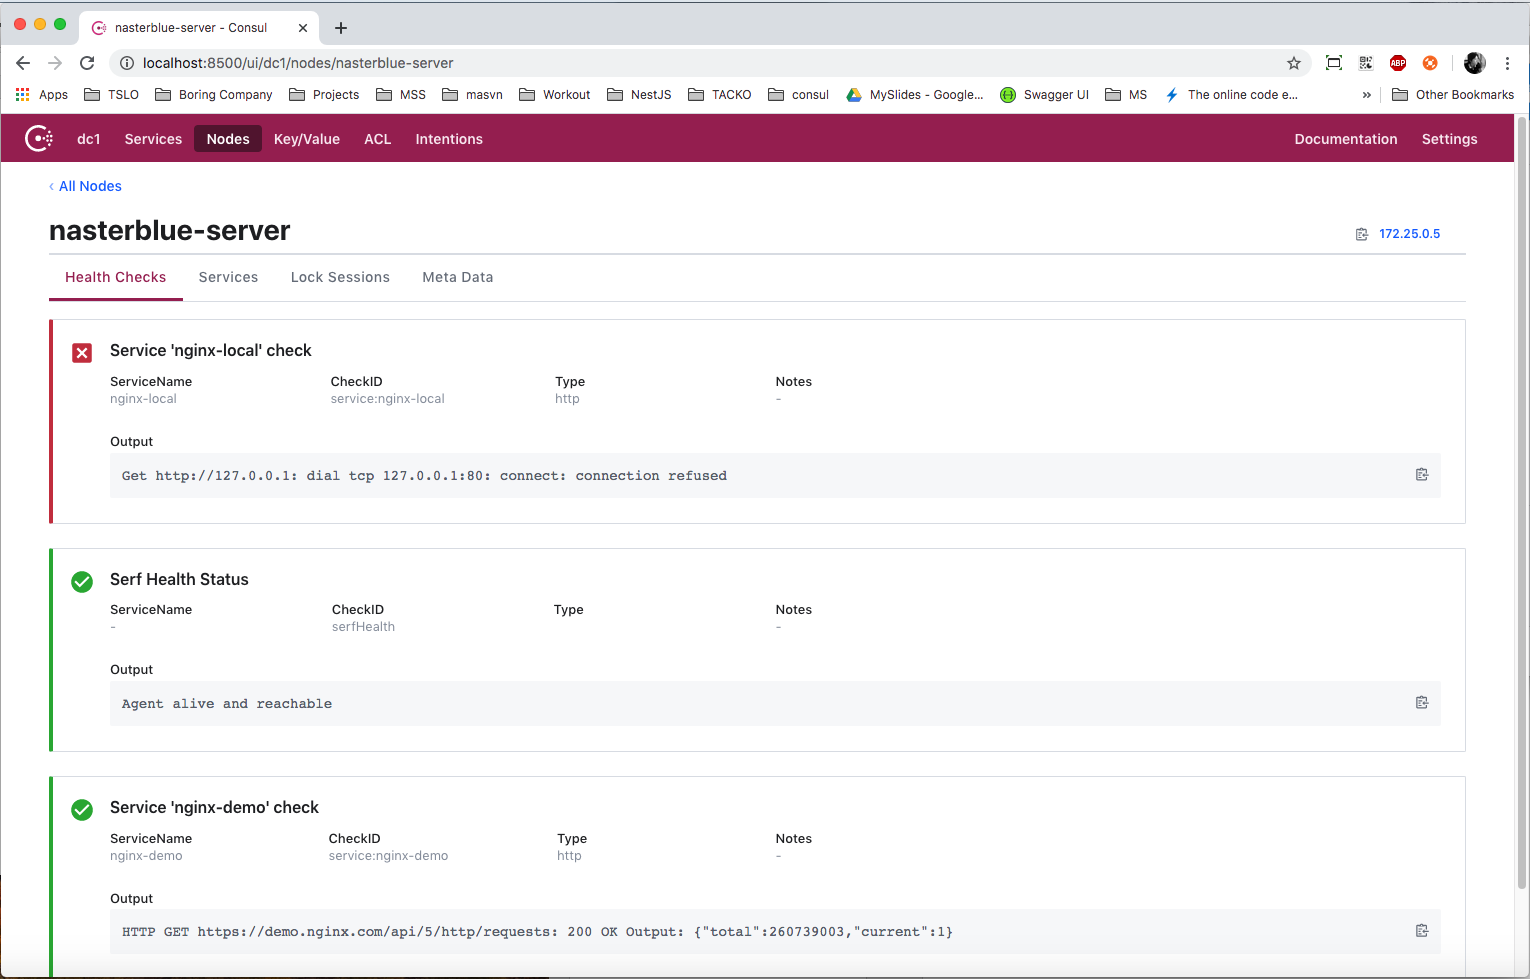 nasterblue-server - Consul
localhost:8500/ui/dc1/nodes/nasterblue-server
ABP
Apps TSLO Boring Company Projects MSS masvn Workout NestJS TACKO consul MySlides - Google... Swagger UI MS The online code e... » Other Bookmarks
dc1 Services Nodes Key/Value ACL Intentions Documentation Settings
‹ All Nodes
nasterblue-server
172.25.0.5
Health Checks Services Lock Sessions Meta Data
Service 'nginx-local' check
ServiceName CheckID Type Notes
nginx-local service:nginx-local http -
Output
Get http://127.0.0.1: dial tcp 127.0.0.1:80: connect: connection refused
Serf Health Status
ServiceName CheckID Type Notes
- serfHealth -
Output
Agent alive and reachable
Service 'nginx-demo' check
ServiceName CheckID Type Notes
nginx-demo service:nginx-demo http -
Output
HTTP GET https://demo.nginx.com/api/5/http/requests: 200 OK Output: {"total":260739003,"current":1}